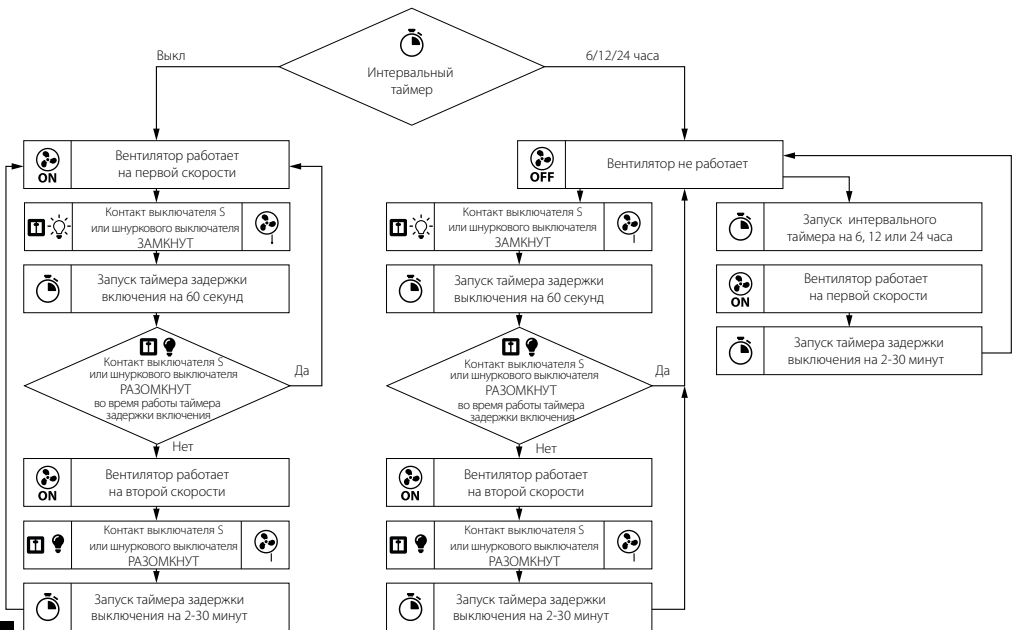 Интервальный
таймер
Выкл
6/12/24 часа
ON
Вентилятор работает
на первой скорости
Контакт выключателя S
или шнуркового выключателя
ЗАМКНУТ
Запуск таймера задержки
включения на 60 секунд
Контакт выключателя S
или шнуркового выключателя
РАЗОМКНУТ
во время работы таймера
задержки включения
Да
Нет
ON
Вентилятор работает
на второй скорости
Контакт выключателя S
или шнуркового выключателя
РАЗОМКНУТ
Запуск таймера задержки
выключения на 2-30 минут
OFF
Вентилятор не работает
Контакт выключателя S
или шнуркового выключателя
ЗАМКНУТ
Запуск таймера задержки
выключения на 60 секунд
Контакт выключателя S
или шнуркового выключателя
РАЗОМКНУТ
во время работы таймера
задержки включения
Да
Нет
ON
Вентилятор работает
на второй скорости
Контакт выключателя S
или шнуркового выключателя
РАЗОМКНУТ
Запуск таймера задержки
выключения на 2-30 минут
Запуск интервального
таймера на 6, 12 или 24 часа
ON
Вентилятор работает
на первой скорости
Запуск таймера задержки
выключения на 2-30 минут